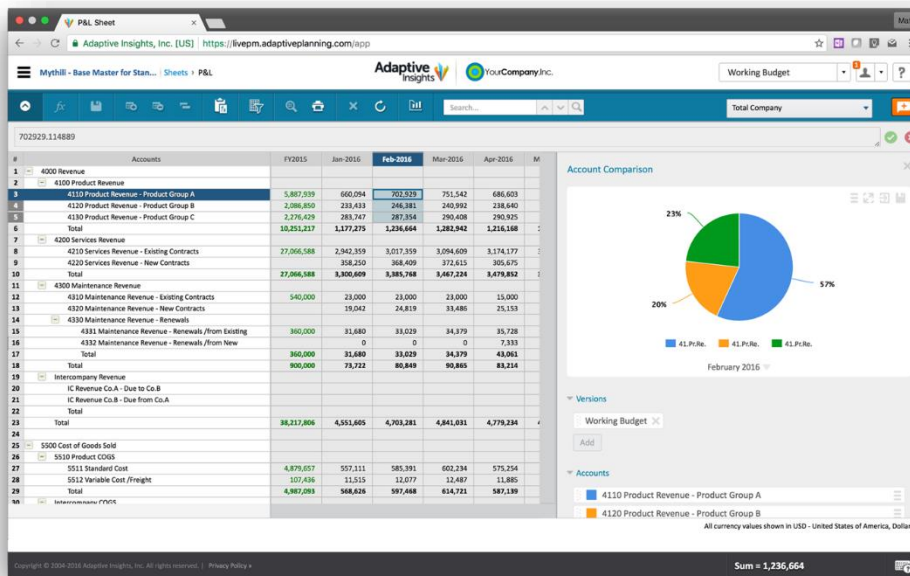 P&L Sheet
Adaptive Insights, Inc. [US] https://livepm.adaptiveplanning.com/app
Mythili - Base Master for Stan... Sheets › P&L
Adaptive Insights
YourCompany,Inc.
Working Budget
1
?
fx
Search...
Total Company
702929.114889
# Accounts FY2015 Jan-2016 Feb-2016 Mar-2016 Apr-2016 M
1 4000 Revenue
2 4100 Product Revenue
3 4110 Product Revenue - Product Group A 5,887,939 660,094 702,929 751,542 686,603
4 4120 Product Revenue - Product Group B 2,086,850 233,433 246,381 240,992 238,640
5 4130 Product Revenue - Product Group C 2,276,429 283,747 287,354 290,408 290,925
6 Total 10,251,217 1,177,275 1,236,664 1,282,942 1,216,168
7 4200 Services Revenue
8 4210 Services Revenue - Existing Contracts 27,066,588 2,942,359 3,017,359 3,094,609 3,174,177
9 4220 Services Revenue - New Contracts 358,250 368,409 372,615 305,675
10 Total 27,066,588 3,300,609 3,385,768 3,467,224 3,479,852
11 4300 Maintenance Revenue
12 4310 Maintenance Revenue - Existing Contracts 540,000 23,000 23,000 23,000 15,000
13 4320 Maintenance Revenue - New Contracts 19,042 24,819 33,486 25,153
14 4330 Maintenance Revenue - Renewals
15 4331 Maintenance Revenue - Renewals /from Existing 360,000 31,680 33,029 34,379 35,728
16 4332 Maintenance Revenue - Renewals /from New 0 0 0 7,333
17 Total 360,000 31,680 33,029 34,379 43,061
18 Total 900,000 73,722 80,849 90,865 83,214
19 Intercompany Revenue
20 IC Revenue Co.A - Due to Co.B
21 IC Revenue Co.B - Due from Co.A
22 Total
23 Total 38,217,806 4,551,605 4,703,281 4,841,031 4,779,234
24
25 5500 Cost of Goods Sold
26 5510 Product COGS
27 5511 Standard Cost 4,879,657 557,111 585,391 602,234 575,254
28 5512 Variable Cost /Freight 107,436 11,515 12,077 12,487 11,885
29 Total 4,987,093 568,626 597,468 614,721 587,139
30 Intercompany COGS
Account Comparison
23%
57%
20%
41.Pr.Re. 41.Pr.Re. 41.Pr.Re.
February 2016
Versions
Working Budget
Add
Accounts
4110 Product Revenue - Product Group A
4120 Product Revenue - Product Group B
All currency values shown in USD - United States of America, Dollar
Copyright © 2004-2016 Adaptive Insights, Inc. All rights reserved. | Privacy Policy »
Sum = 1,236,664